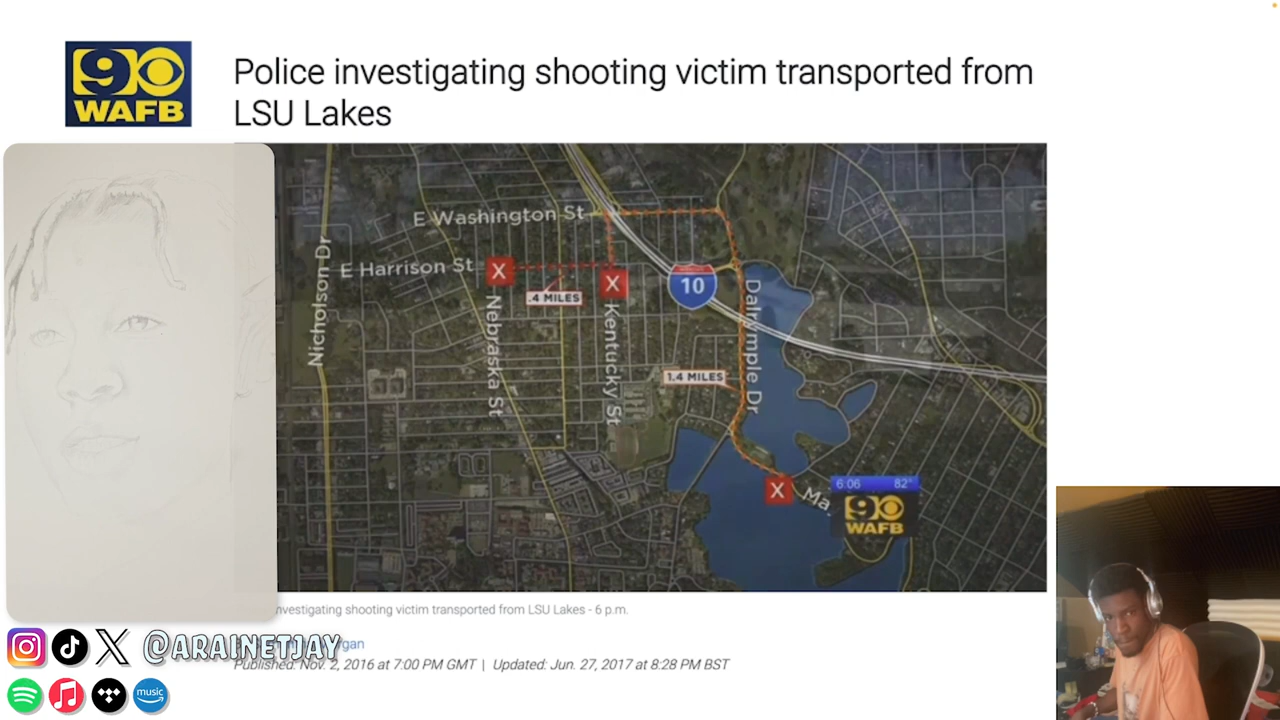 9
WAFB
Police investigating shooting victim transported from
LSU Lakes
E Washington St
E Harrison St
Nicholson Dr
.4 MILES
10
Nebraska St
Kentucky St
Dalrymple Dr
1.4 MILES
6:06 82°
9
WAFB
investigating shooting victim transported from LSU Lakes - 6 p.m.
@ARAINETJAY
Published: Nov. 2, 2016 at 7:00 PM GMT | Updated: Jun. 27, 2017 at 8:28 PM BST
music